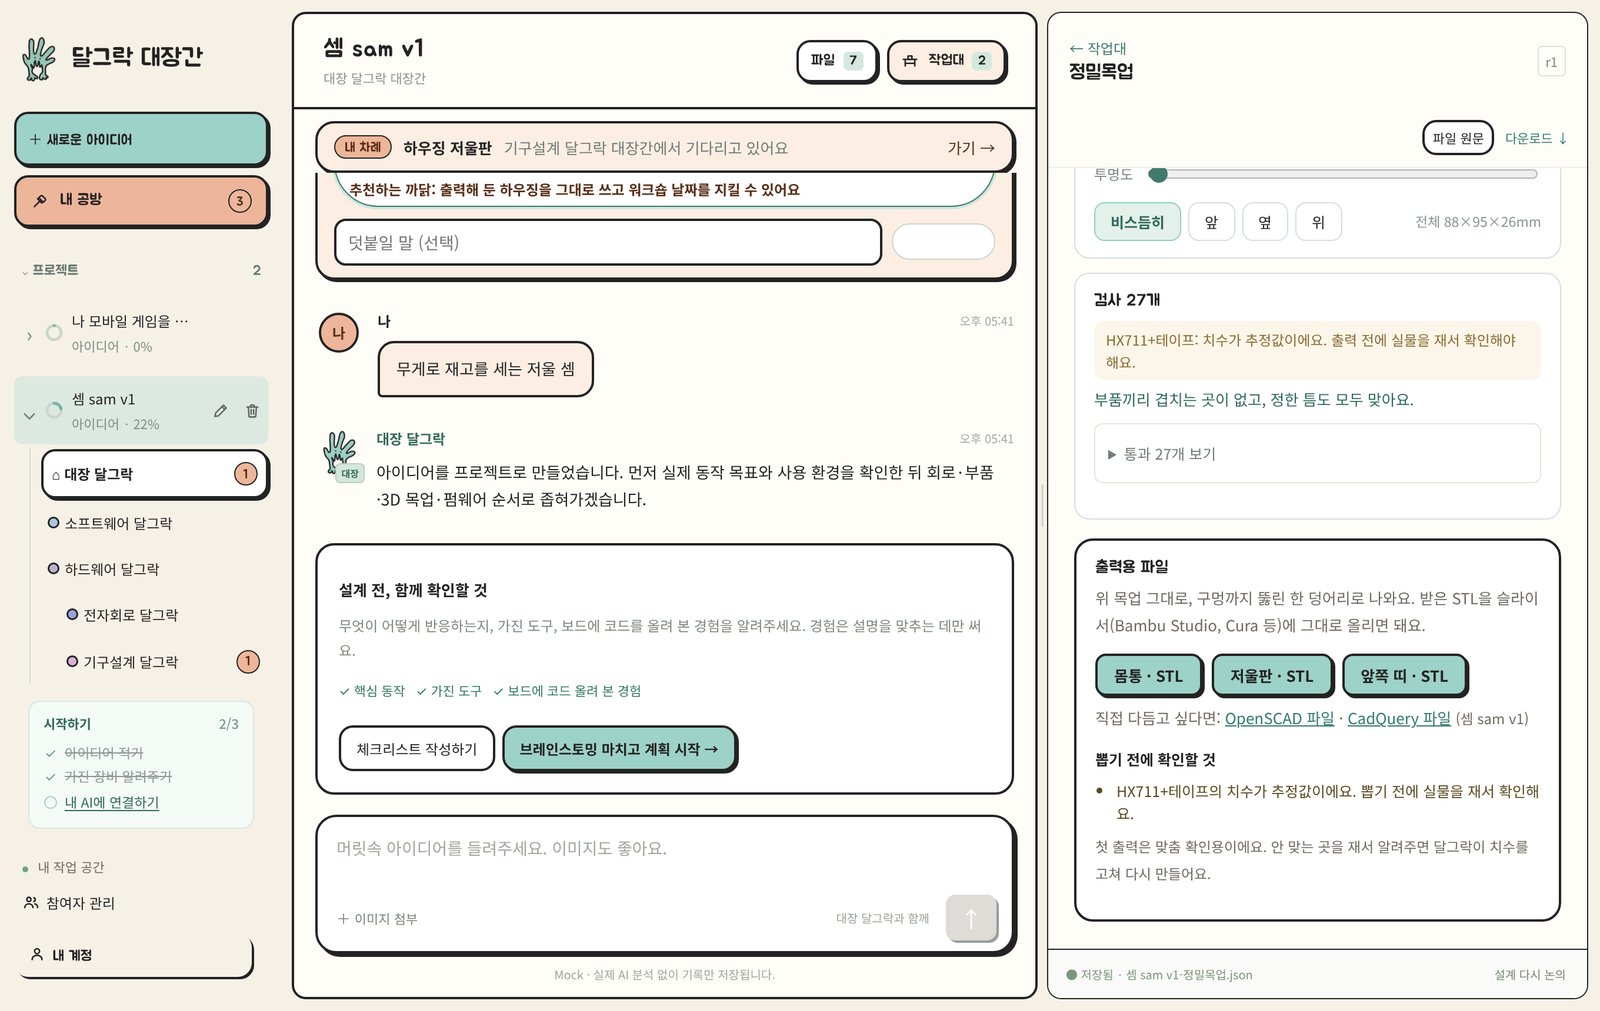 달그락 대장간
+ 새로운 아이디어
내 공방
3
프로젝트
2
나 모바일 게임을 ⋯
아이디어 · 0%
셈 sam v1
아이디어 · 22%
대장 달그락
1
소프트웨어 달그락
하드웨어 달그락
전자회로 달그락
기구설계 달그락
1
시작하기
2/3
✓ 아이디어 적기
✓ 가진 장비 알려주기
내 AI에 연결하기
내 작업 공간
참여자 관리
내 계정
셈 sam v1
대장 달그락 대장간
파일 7
작업대 2
내 차례 하우징 저울판 기구설계 달그락 대장간에서 기다리고 있어요
가기 →
추천하는 까닭: 출력해 둔 하우징을 그대로 쓰고 워크숍 날짜를 지킬 수 있어요
덧붙일 말 (선택)
나
나
오후 05:41
무게로 재고를 세는 저울 셈
대장
대장 달그락
오후 05:41
아이디어를 프로젝트로 만들었습니다. 먼저 실제 동작 목표와 사용 환경을 확인한 뒤 회로·부품
·3D 목업·펌웨어 순서로 좁혀가겠습니다.
설계 전, 함께 확인할 것
무엇이 어떻게 반응하는지, 가진 도구, 보드에 코드를 올려 본 경험을 알려주세요. 경험은 설명을 맞추는 데만 써
요.
✓ 핵심 동작 ✓ 가진 도구 ✓ 보드에 코드 올려 본 경험
체크리스트 작성하기
브레인스토밍 마치고 계획 시작 →
머릿속 아이디어를 들려주세요. 이미지도 좋아요.
+ 이미지 첨부
대장 달그락과 함께
↑
Mock · 실제 AI 분석 없이 기록만 저장됩니다.
← 작업대
정밀목업
r1
파일 원문
다운로드 ↓
투명도
비스듬히
앞
옆
위
전체 88×95×26mm
검사 27개
HX711+테이프: 치수가 추정값이에요. 출력 전에 실물을 재서 확인해야
해요.
부품끼리 겹치는 곳이 없고, 정한 틈도 모두 맞아요.
▶ 통과 27개 보기
출력용 파일
위 목업 그대로, 구멍까지 뚫린 한 덩어리로 나와요. 받은 STL을 슬라이
서(Bambu Studio, Cura 등)에 그대로 올리면 돼요.
몸통 · STL
저울판 · STL
앞쪽 띠 · STL
직접 다듬고 싶다면: OpenSCAD 파일 · CadQuery 파일 (셈 sam v1)
뽑기 전에 확인할 것
• HX711+테이프의 치수가 추정값이에요. 뽑기 전에 실물을 재서 확인해
요.
첫 출력은 맞춤 확인용이에요. 안 맞는 곳을 재서 알려주면 달그락이 치수를
고쳐 다시 만들어요.
저장됨 · 셈 sam v1-정밀목업.json
설계 다시 논의